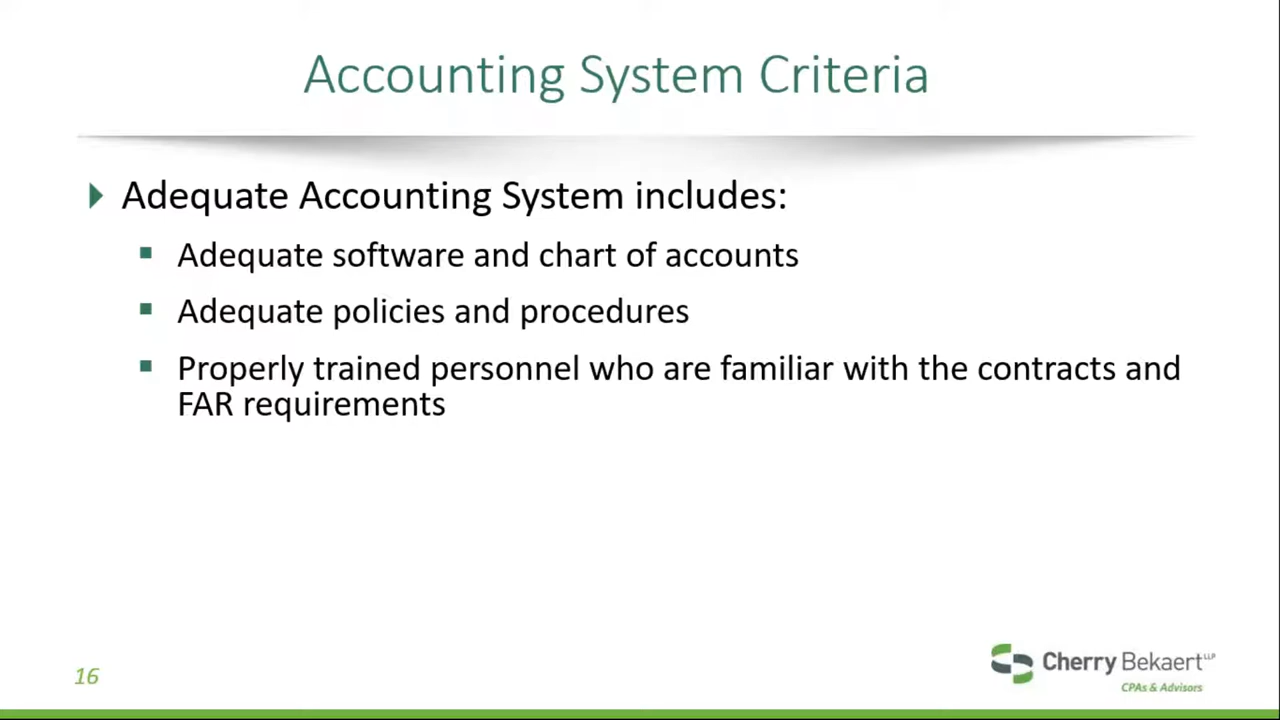 Accounting System Criteria
Adequate Accounting System includes:
Adequate software and chart of accounts
Adequate policies and procedures
Properly trained personnel who are familiar with the contracts and
FAR requirements
16
Cherry Bekaert LLP
CPAs & Advisors